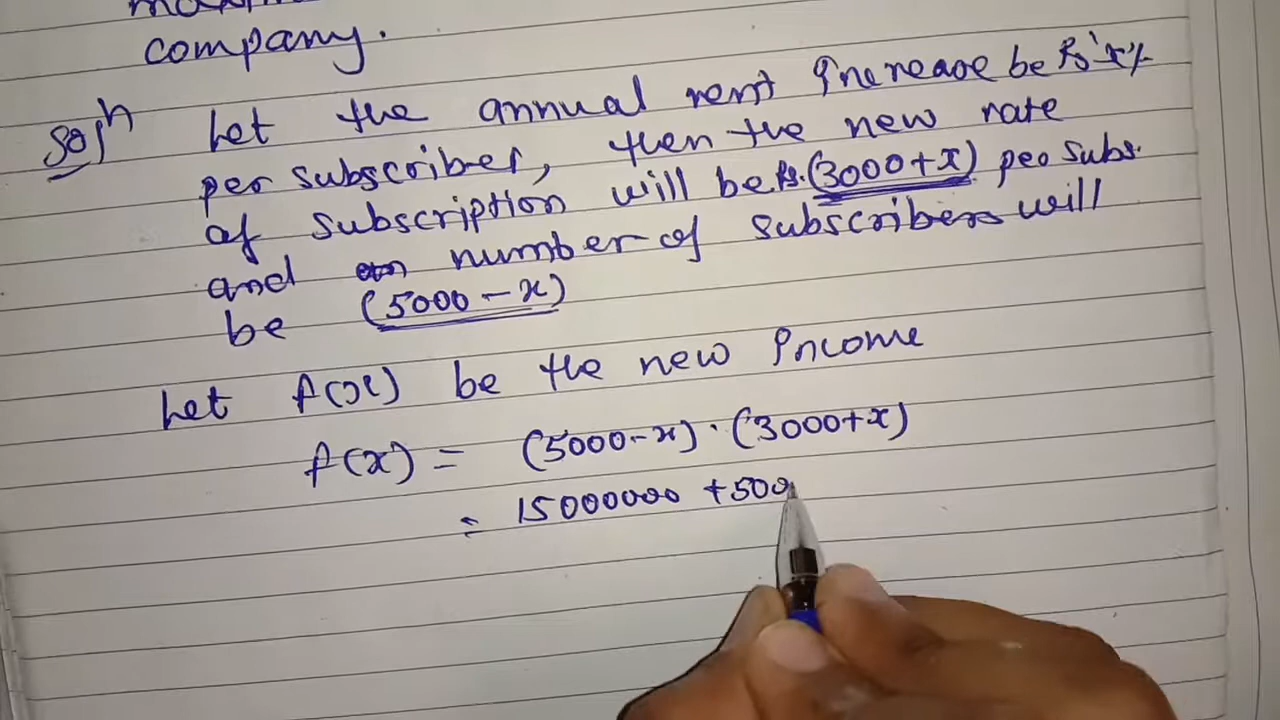 company.
Soln Let the annual rent increase be Rs 'x'/-
per subscriber, then the new rate
of subscription will be Rs. (3000+x) per subs.
and number of subscribers will
be (5000-x)
Let f(x) be the new income
f(x) = (5000-x) · (3000+x)
= 15000000 +500